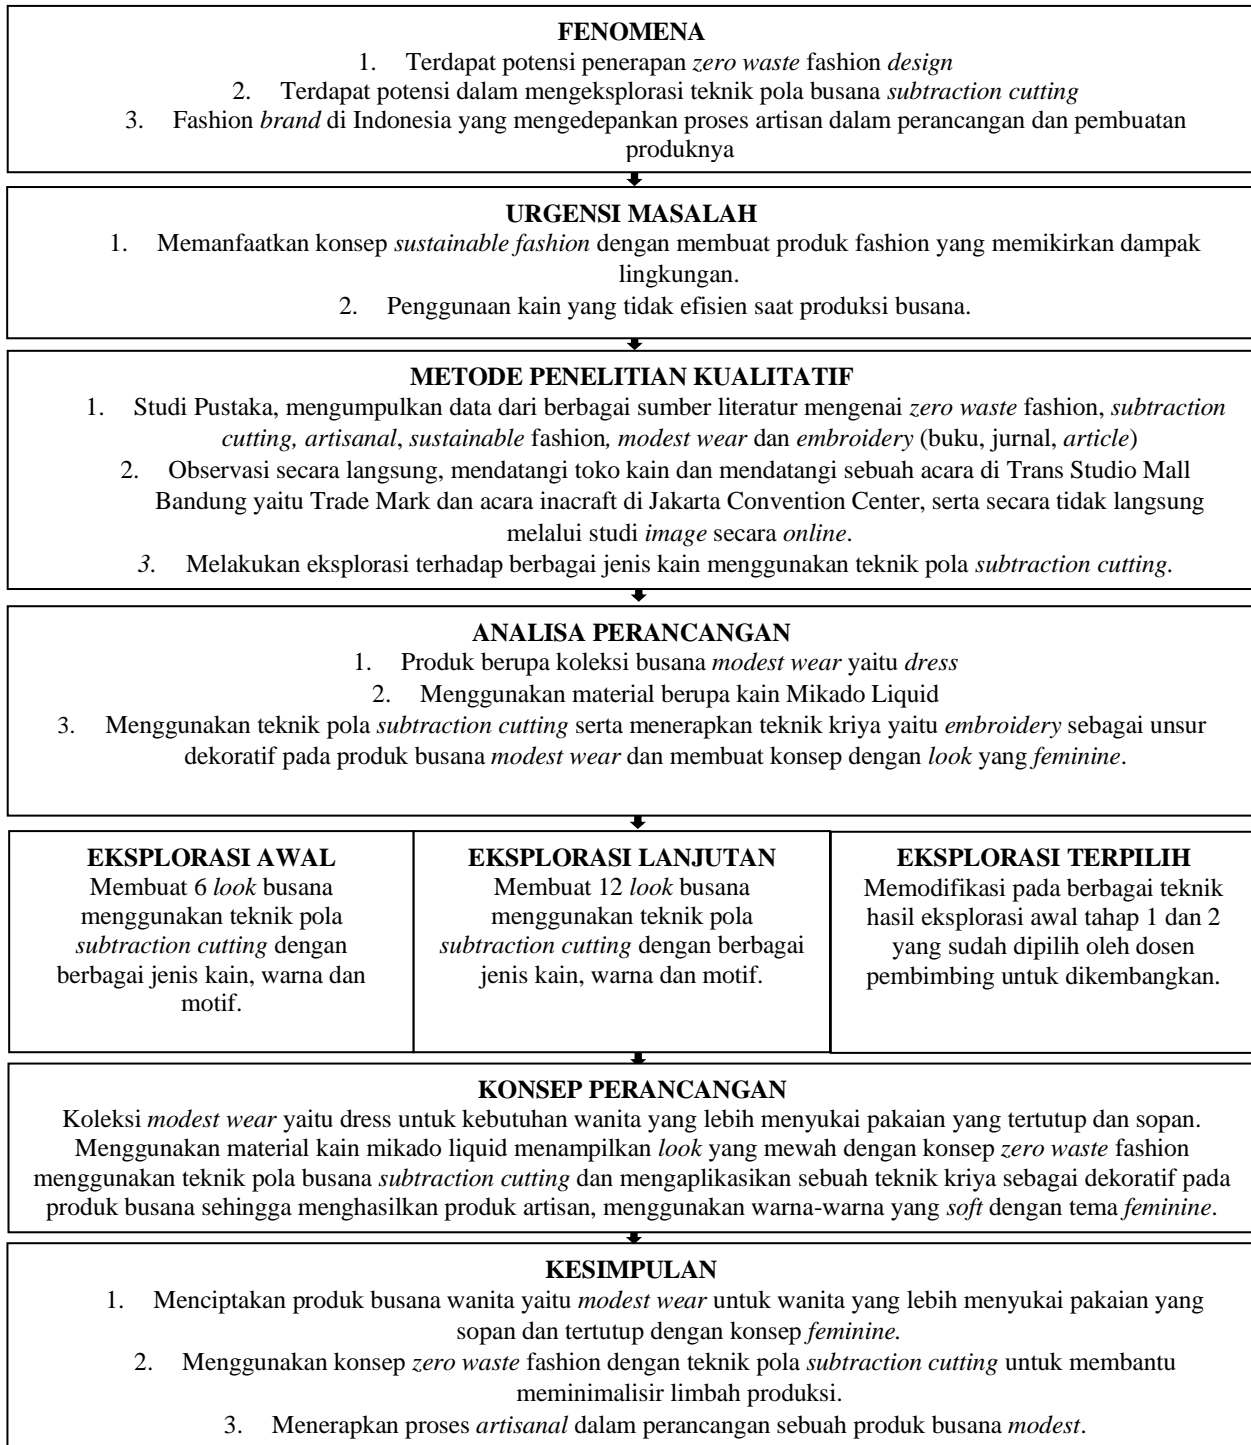 FENOMENA
1. Terdapat potensi penerapan zero waste fashion design
2. Terdapat potensi dalam mengeksplorasi teknik pola busana subtraction cutting
3. Fashion brand di Indonesia yang mengedepankan proses artisan dalam perancangan dan pembuatan
produknya
URGENSI MASALAH
1. Memanfaatkan konsep sustainable fashion dengan membuat produk fashion yang memikirkan dampak
lingkungan.
2. Penggunaan kain yang tidak efisien saat produksi busana.
METODE PENELITIAN KUALITATIF
1. Studi Pustaka, mengumpulkan data dari berbagai sumber literatur mengenai zero waste fashion, subtraction
cutting, artisanal, sustainable fashion, modest wear dan embroidery (buku, jurnal, article)
2. Observasi secara langsung, mendatangi toko kain dan mendatangi sebuah acara di Trans Studio Mall
Bandung yaitu Trade Mark dan acara inacraft di Jakarta Convention Center, serta secara tidak langsung
melalui studi image secara online.
3. Melakukan eksplorasi terhadap berbagai jenis kain menggunakan teknik pola subtraction cutting.
ANALISA PERANCANGAN
1. Produk berupa koleksi busana modest wear yaitu dress
2. Menggunakan material berupa kain Mikado Liquid
3. Menggunakan teknik pola subtraction cutting serta menerapkan teknik kriya yaitu embroidery sebagai unsur
dekoratif pada produk busana modest wear dan membuat konsep dengan look yang feminine.
EKSPLORASI AWAL
Membuat 6 look busana
menggunakan teknik pola
subtraction cutting dengan
berbagai jenis kain, warna dan
motif.
EKSPLORASI LANJUTAN
Membuat 12 look busana
menggunakan teknik pola
subtraction cutting dengan berbagai
jenis kain, warna dan motif.
EKSPLORASI TERPILIH
Memodifikasi pada berbagai teknik
hasil eksplorasi awal tahap 1 dan 2
yang sudah dipilih oleh dosen
pembimbing untuk dikembangkan.
KONSEP PERANCANGAN
Koleksi modest wear yaitu dress untuk kebutuhan wanita yang lebih menyukai pakaian yang tertutup dan sopan.
Menggunakan material kain mikado liquid menampilkan look yang mewah dengan konsep zero waste fashion
menggunakan teknik pola busana subtraction cutting dan mengaplikasikan sebuah teknik kriya sebagai dekoratif pada
produk busana sehingga menghasilkan produk artisan, menggunakan warna-warna yang soft dengan tema feminine.
KESIMPULAN
1. Menciptakan produk busana wanita yaitu modest wear untuk wanita yang lebih menyukai pakaian yang
sopan dan tertutup dengan konsep feminine.
2. Menggunakan konsep zero waste fashion dengan teknik pola subtraction cutting untuk membantu
meminimalisir limbah produksi.
3. Menerapkan proses artisanal dalam perancangan sebuah produk busana modest.